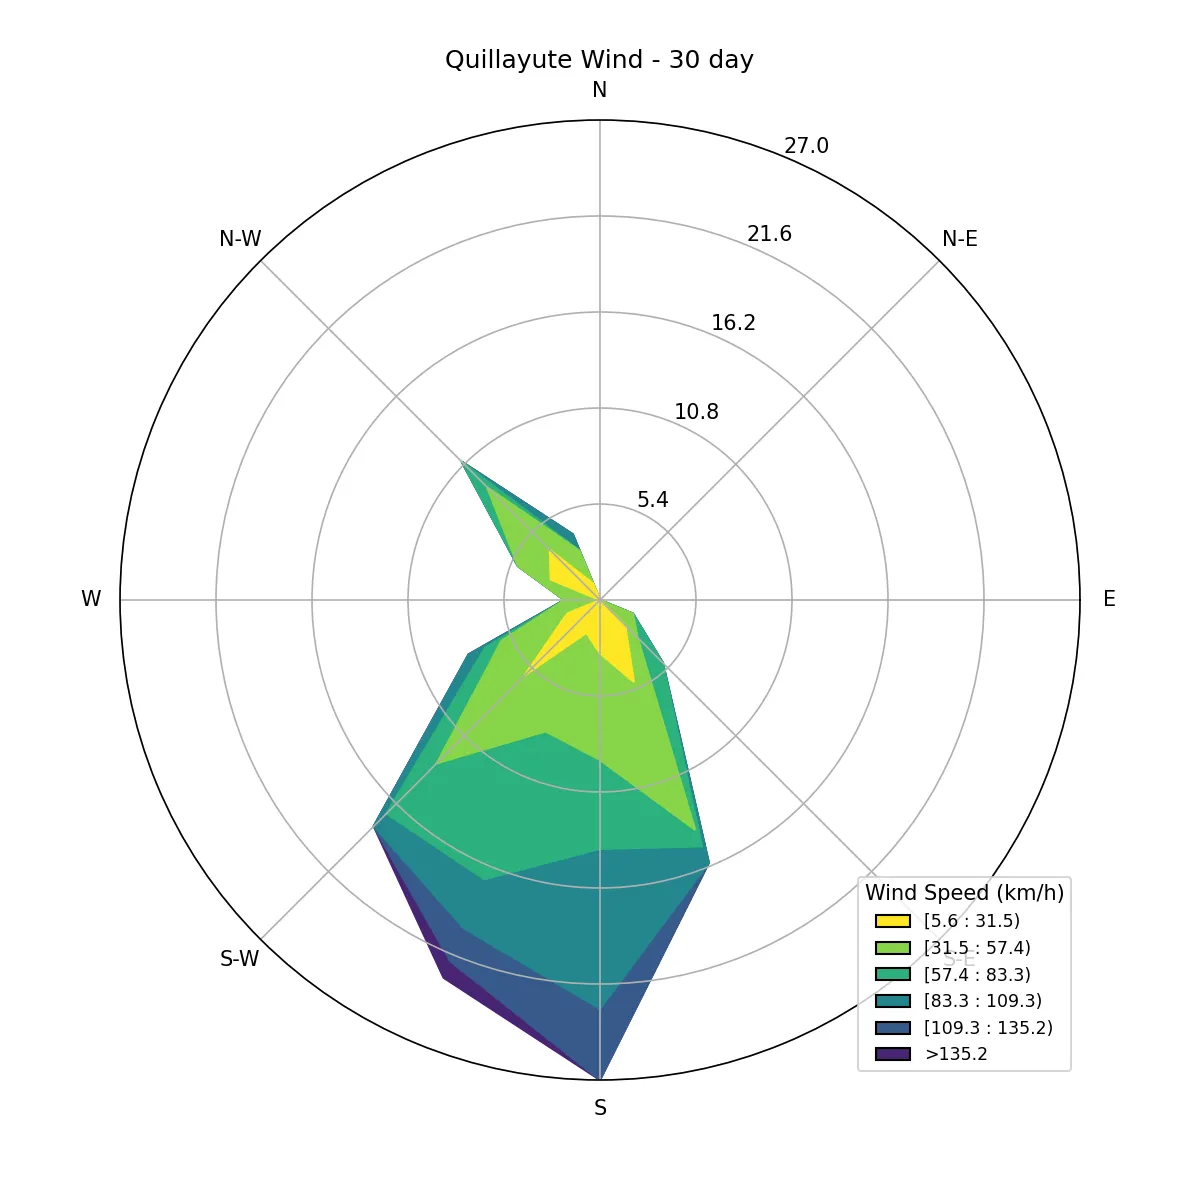 Quillayute Wind - 30 day
N
27.0
N-W
N-E
21.6
16.2
10.8
5.4
W
E
S-W
S-E
S
Wind Speed (km/h)
[5.6 : 31.5)
[31.5 : 57.4)
[57.4 : 83.3)
[83.3 : 109.3)
[109.3 : 135.2)
>135.2